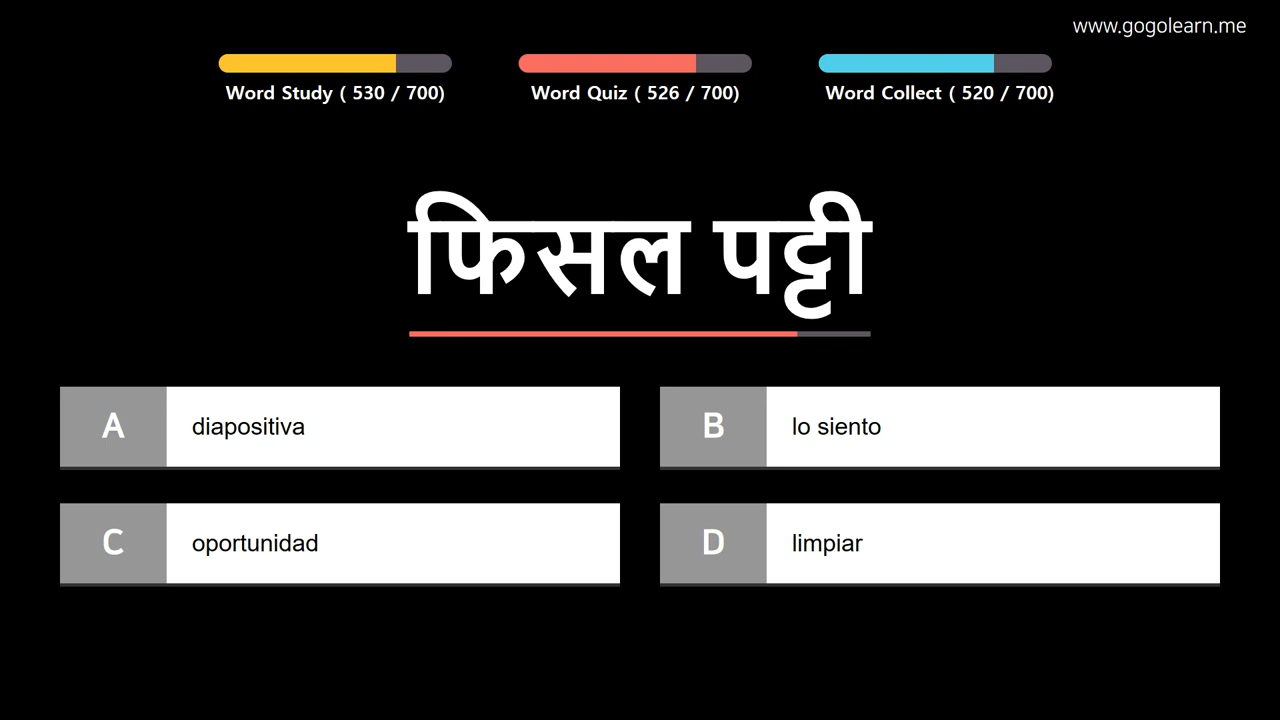 www.gogolearn.me
Word Study ( 530 / 700)
Word Quiz ( 526 / 700)
Word Collect ( 520 / 700)
फिसल पट्टी
A diapositiva
B lo siento
C oportunidad
D limpiar